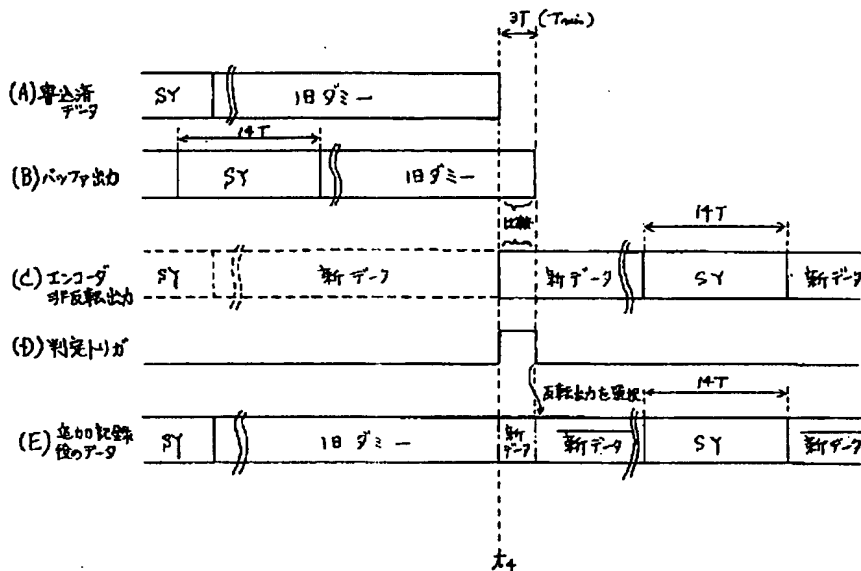 3T (Tmin)
(A) 書込済
データ
SY
旧ダミー
14T
(B) バッファ出力
SY
旧ダミー
比較
14T
(C) エンコーダ
非反転出力
SY
新データ
新データ
SY
新データ
(D) 判定トリガ
反転出力を選択
14T
(E) 追加記録
後のデータ
SY
旧ダミー
新
データ
新データ
SY
新データ
t4